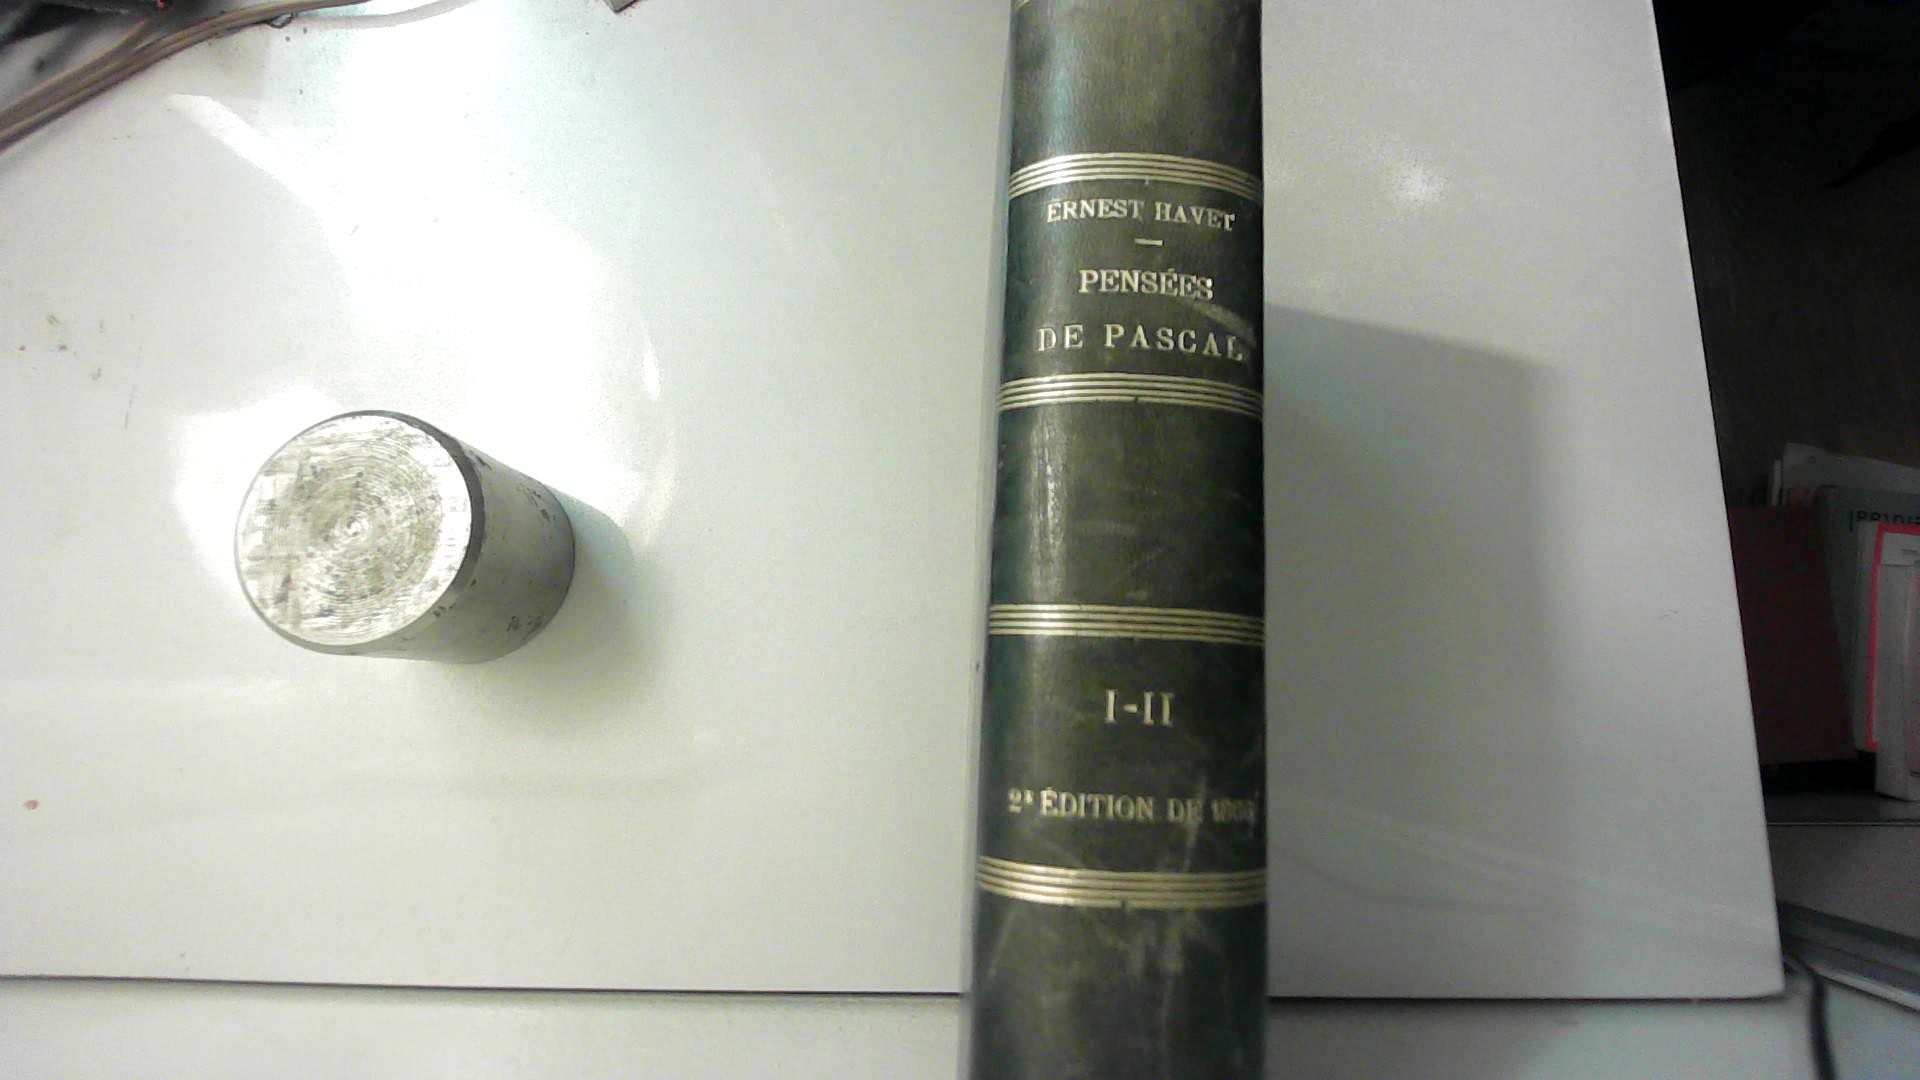 ERNEST HAVET
PENSÉES
DE PASCAL
I-II
2ᴱ ÉDITION DE